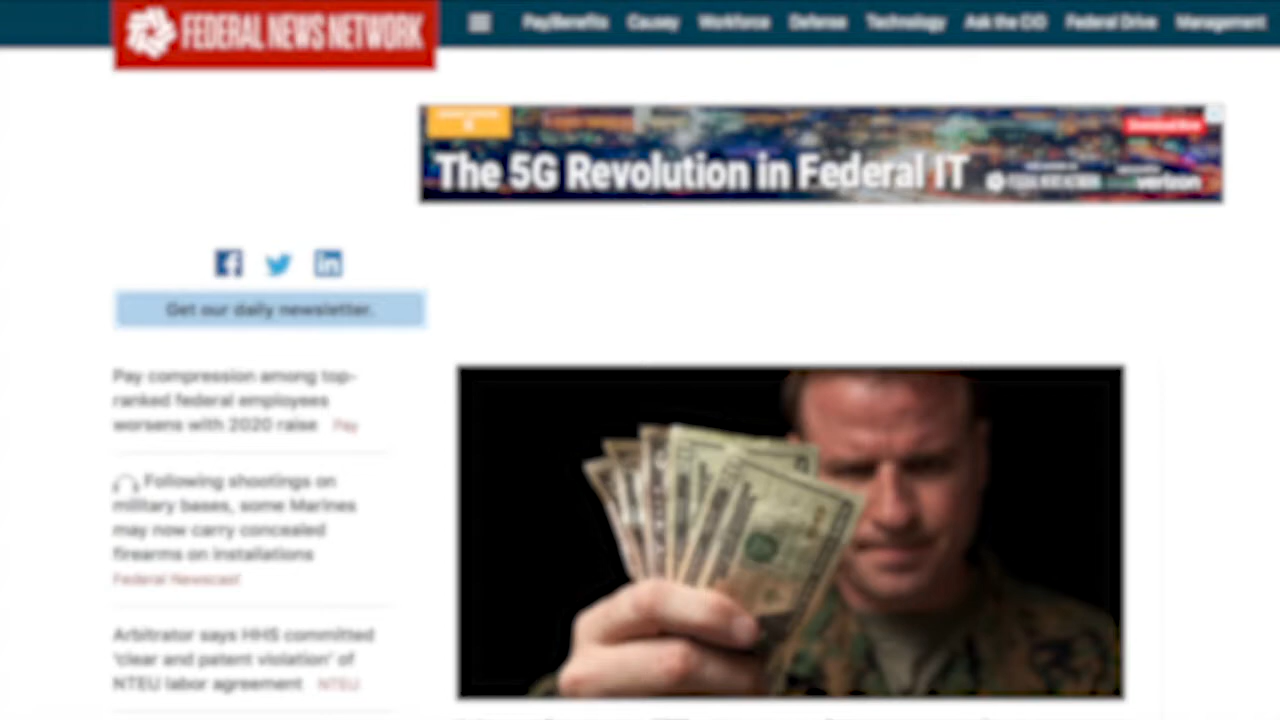 FEDERAL NEWS NETWORK
Pay/Benefits Causey Workforce Defense Technology Ask the CIO Federal Drive Management
The 5G Revolution in Federal IT
verizon
Get our daily newsletter.
Pay compression among top-
ranked federal employees
worsens with 2020 raise Pay
Following shootings on
military bases, some Marines
may now carry concealed
firearms on installations
Federal Newscast
Arbitrator says HHS committed
'clear and patent violation' of
NTEU labor agreement NTEU